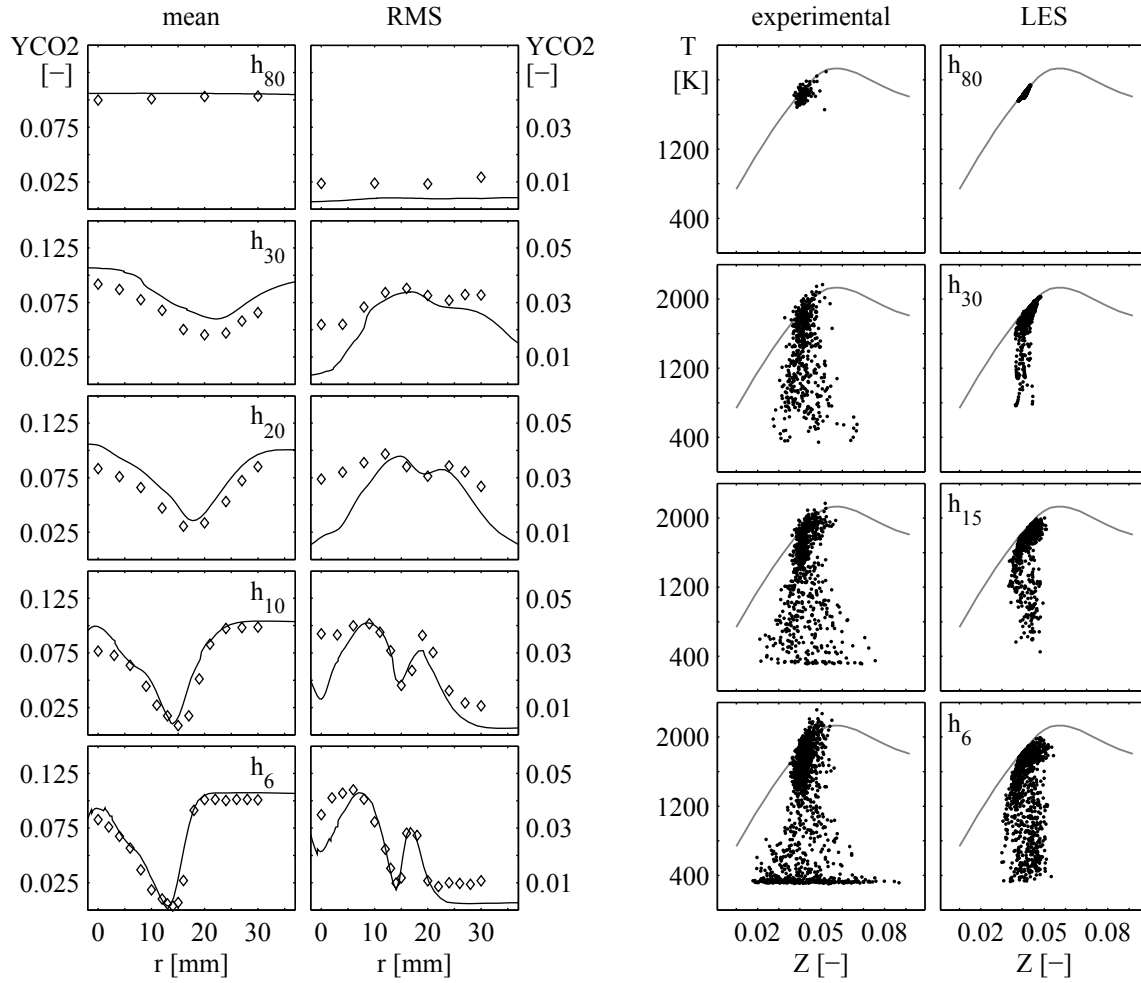 mean RMS experimental LES
YCO2 [−] YCO2 [−] T [K]
h80 h80
0.075 0.03 1200
0.025 0.01 400
h30 h30
0.125 0.05 2000
0.075 0.03 1200
0.025 0.01 400
h20 h15
0.125 0.05 2000
0.075 0.03 1200
0.025 0.01 400
h10 h6
0.125 0.05 2000
0.075 0.03 1200
0.025 0.01 400
h6
0.125 0.05
0.075 0.03
0.025 0.01
0 10 20 30 0 10 20 30 0.02 0.05 0.08 0.02 0.05 0.08
r [mm] r [mm] Z [−] Z [−]